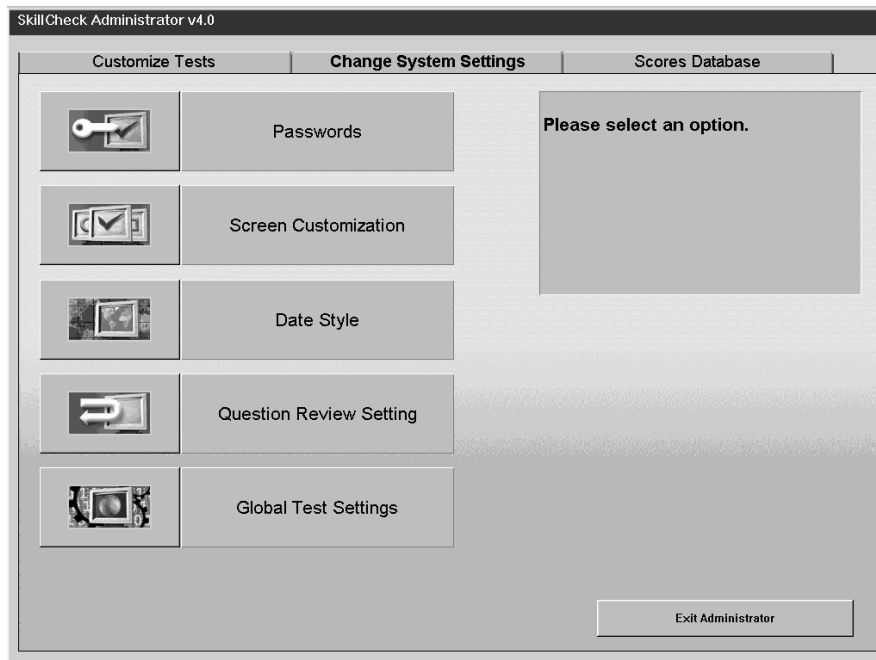 SkillCheck Administrator v4.0
Customize Tests
Change System Settings
Scores Database
Passwords
Please select an option.
Screen Customization
Date Style
Question Review Setting
Global Test Settings
Exit Administrator